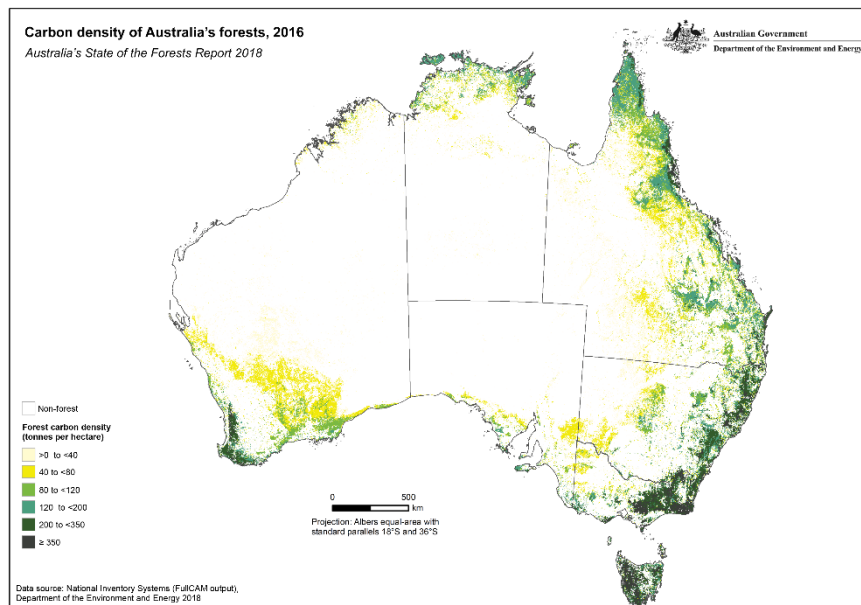 Carbon density of Australia's forests, 2016
Australia's State of the Forests Report 2018
Australian Government
Department of the Environment and Energy
Non-forest
Forest carbon density
(tonnes per hectare)
>0 to <40
40 to <80
80 to <120
120 to <200
200 to <350
≥ 350
0 500
km
Projection: Albers equal-area with
standard parallels 18°S and 36°S
Data source: National Inventory Systems (FullCAM output),
Department of the Environment and Energy 2018